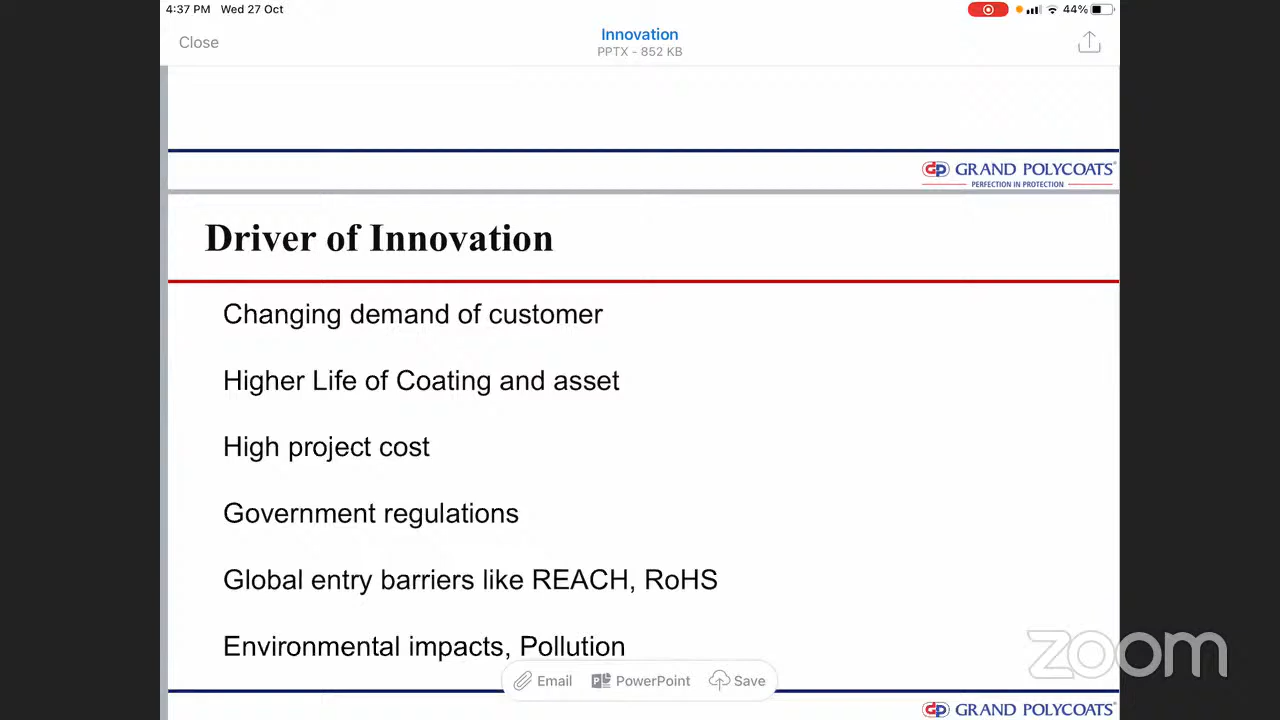 4:37 PM Wed 27 Oct
44%
Close
Innovation
PPTX - 852 KB
GRAND POLYCOATS
PERFECTION IN PROTECTION
Driver of Innovation
Changing demand of customer
Higher Life of Coating and asset
High project cost
Government regulations
Global entry barriers like REACH, RoHS
Environmental impacts, Pollution
zoom
Email PowerPoint Save
GRAND POLYCOATS